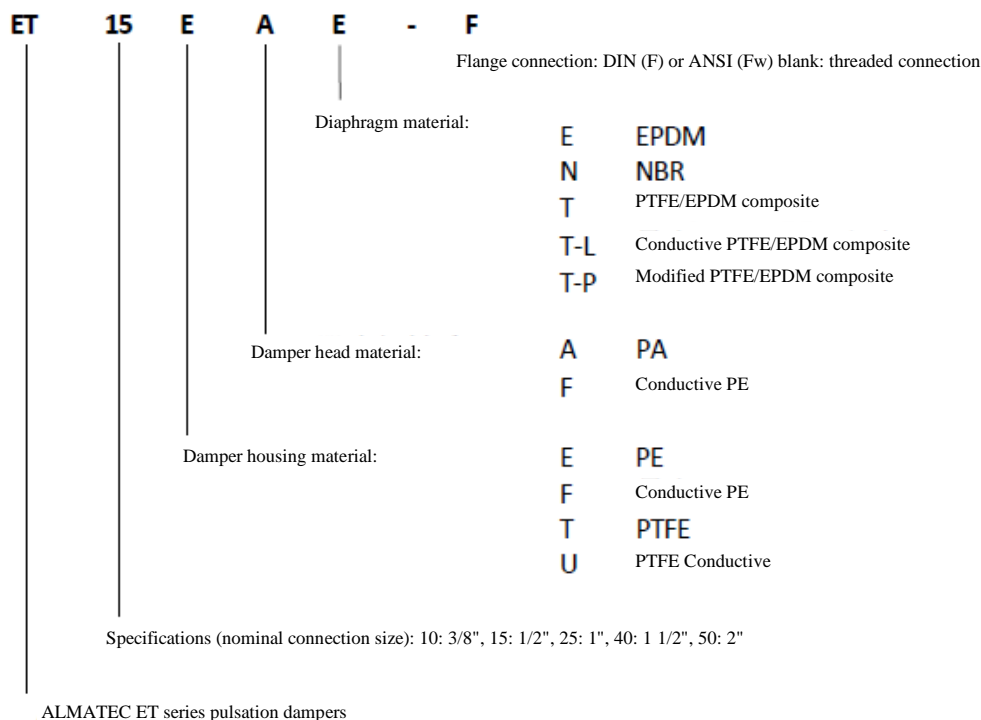 ET 15 E A E - F
Flange connection: DIN (F) or ANSI (Fw) blank: threaded connection
Diaphragm material:
E EPDM
N NBR
T PTFE/EPDM composite
T-L Conductive PTFE/EPDM composite
T-P Modified PTFE/EPDM composite
Damper head material:
A PA
F Conductive PE
Damper housing material:
E PE
F Conductive PE
T PTFE
U PTFE Conductive
Specifications (nominal connection size): 10: 3/8", 15: 1/2", 25: 1", 40: 1 1/2", 50: 2"
ALMATEC ET series pulsation dampers